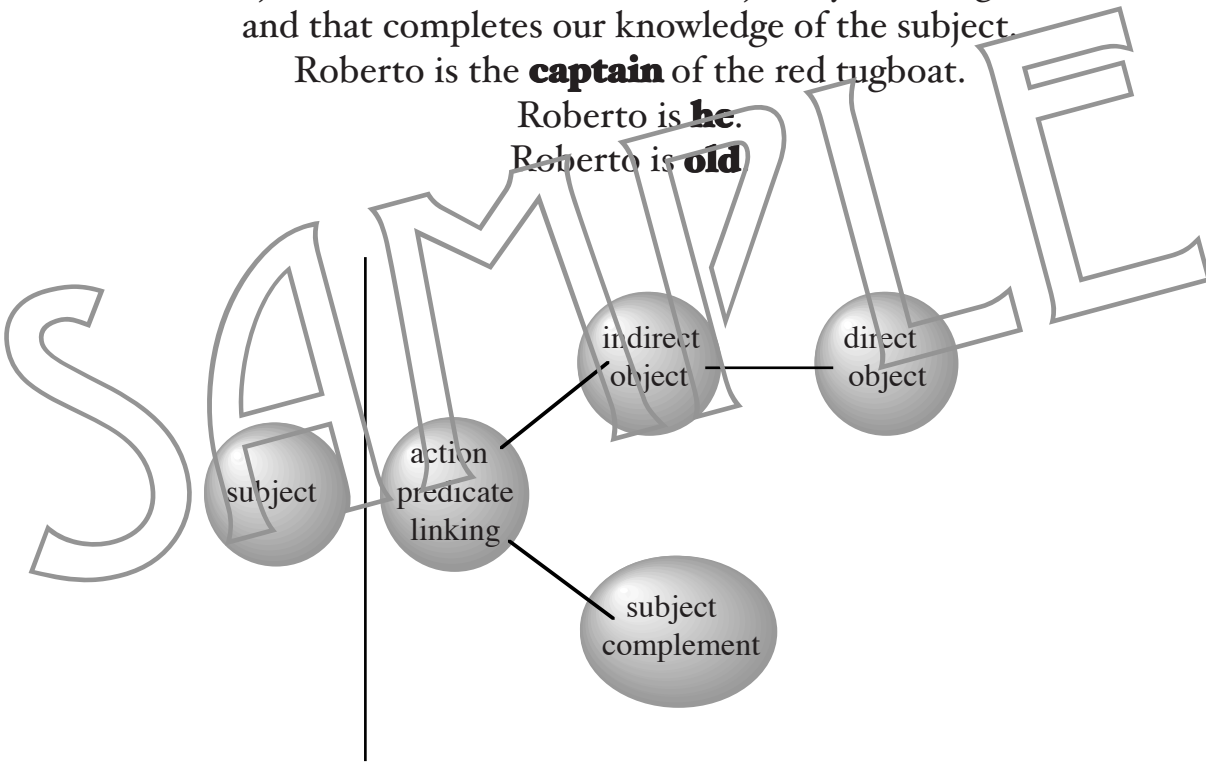 and that completes our knowledge of the subject.
Roberto is the captain of the red tugboat.
Roberto is he.
Roberto is old.
SAMPLE
indirect
object
direct
object
action
predicate
linking
subject
subject
complement